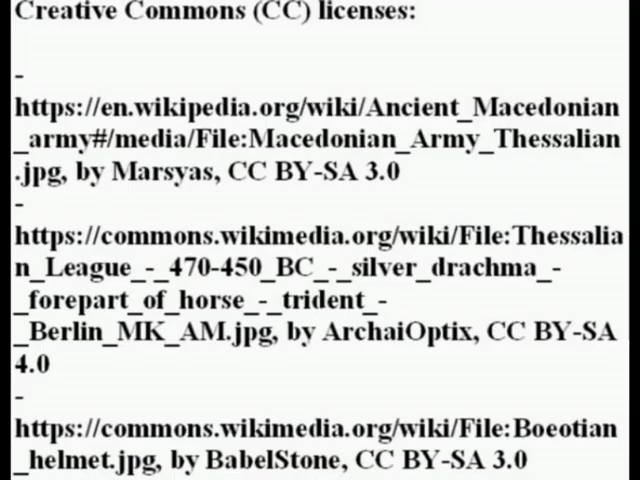 Creative Commons (CC) licenses:
-
https://en.wikipedia.org/wiki/Ancient_Macedonian
_army#/media/File:Macedonian_Army_Thessalian
.jpg, by Marsyas, CC BY-SA 3.0
-
https://commons.wikimedia.org/wiki/File:Thessalia
n_League_-_470-450_BC_-_silver_drachma_-
_forepart_of_horse_-_trident_-
_Berlin_MK_AM.jpg, by ArchaiOptix, CC BY-SA
4.0
-
https://commons.wikimedia.org/wiki/File:Boeotian
_helmet.jpg, by BabelStone, CC BY-SA 3.0